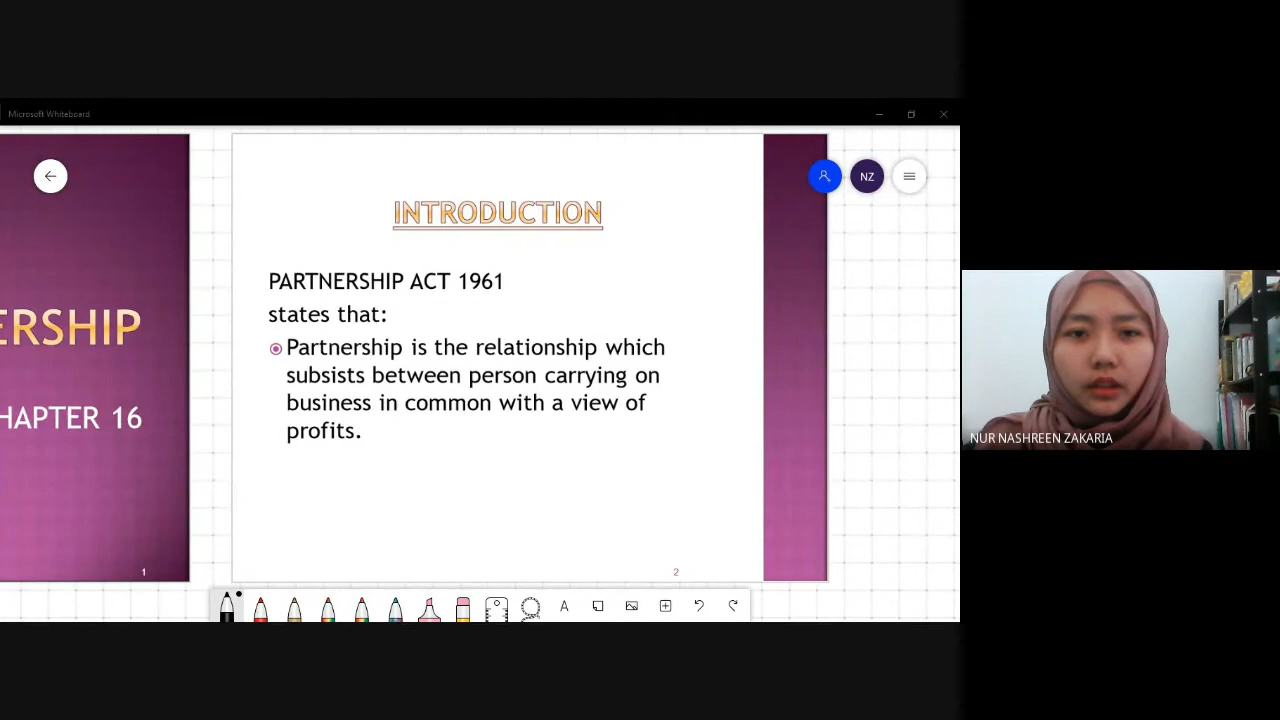 Microsoft Whiteboard
ERSHIP
HAPTER 16
1
INTRODUCTION
PARTNERSHIP ACT 1961
states that:
Partnership is the relationship which
subsists between person carrying on
business in common with a view of
profits.
2
NZ
A
NUR NASHREEN ZAKARIA